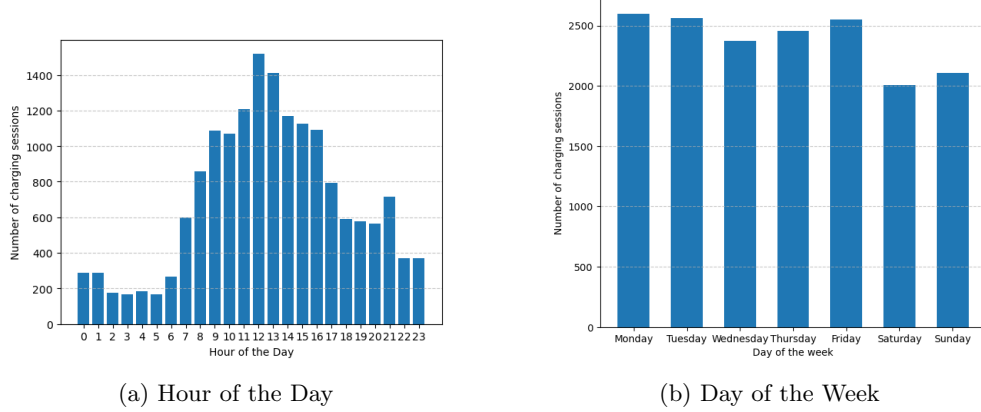 1400
1200
1000
800
600
400
200
0
Number of charging sessions
0 1 2 3 4 5 6 7 8 9 10 11 12 13 14 15 16 17 18 19 20 21 22 23
Hour of the Day
(a) Hour of the Day
2500
2000
1500
1000
500
0
Number of charging sessions
Monday Tuesday Wednesday Thursday Friday Saturday Sunday
Day of the week
(b) Day of the Week